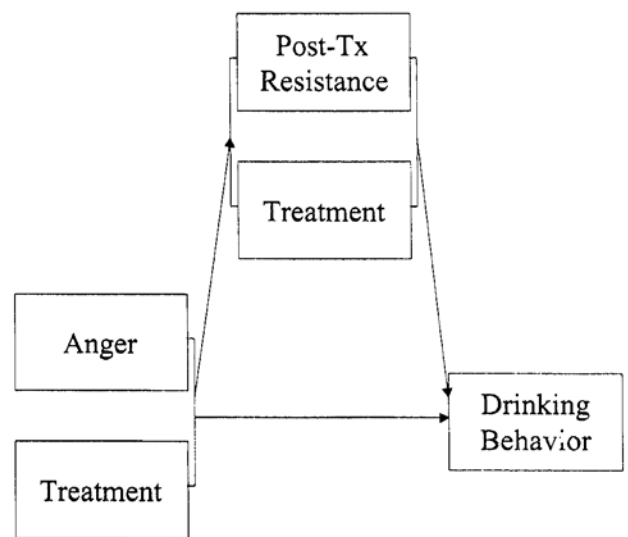 Post-Tx
Resistance
Treatment
Anger
Treatment
Drinking
Behavior